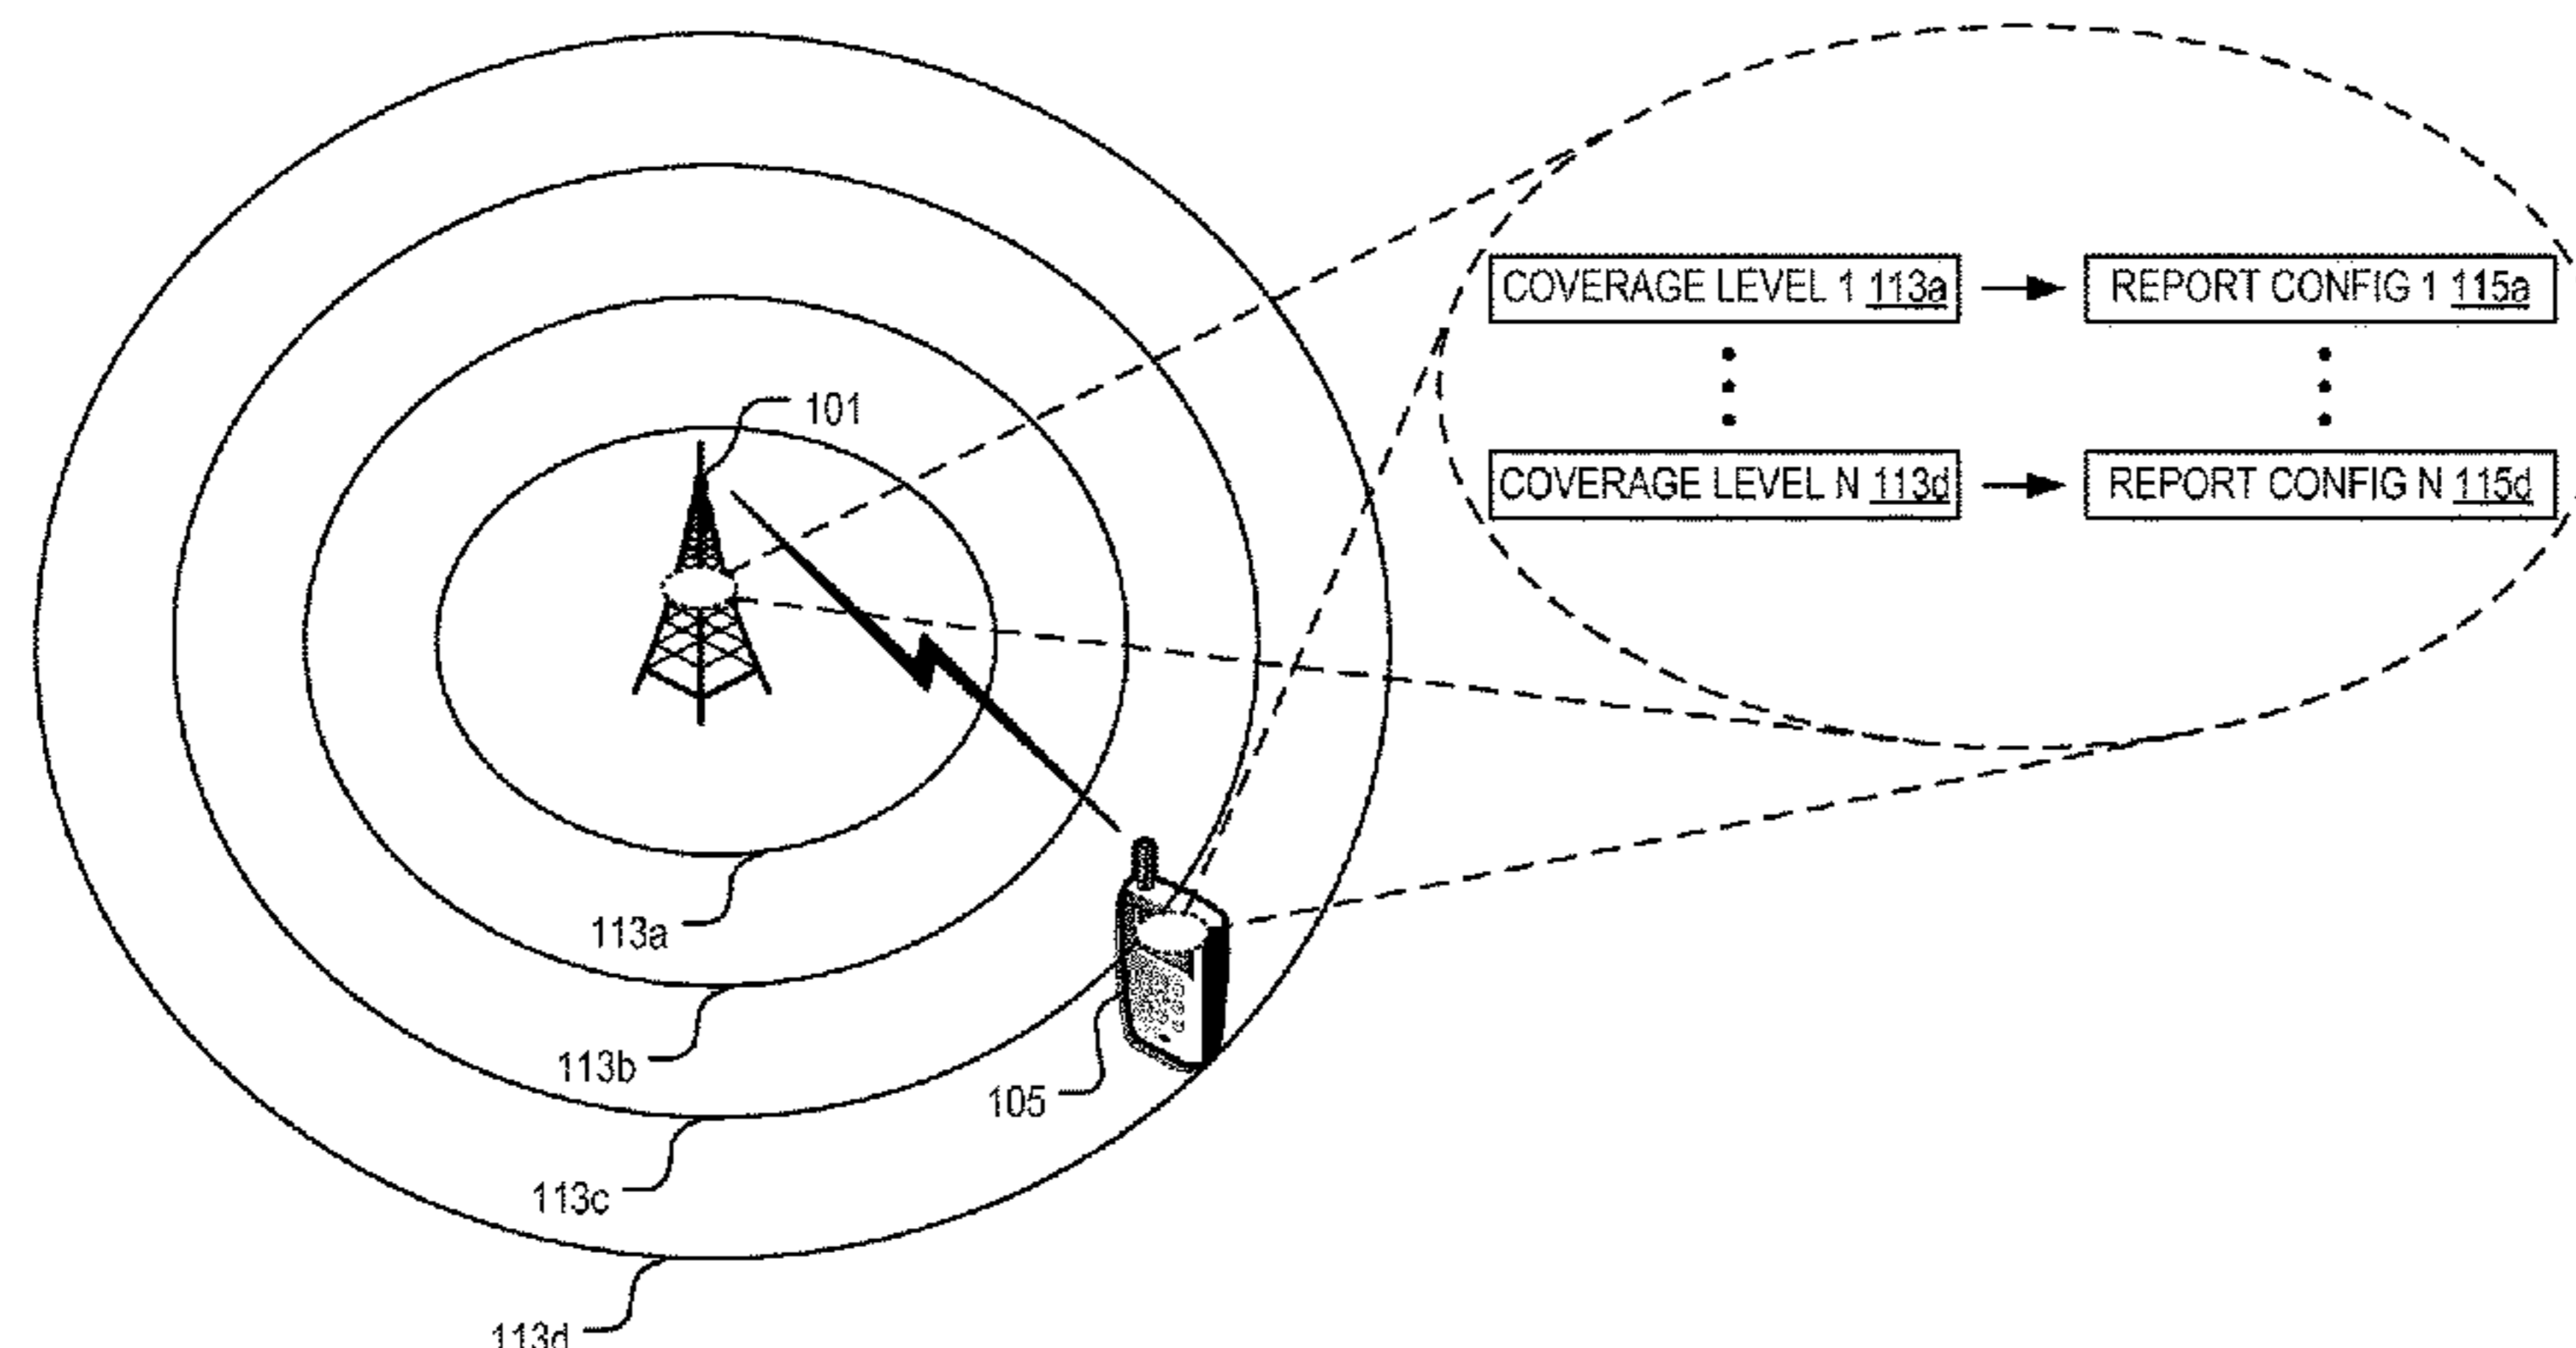 COVERAGE LEVEL 1 113a
REPORT CONFIG 1 115a
101
COVERAGE LEVEL N 113d
REPORT CONFIG N 115d
113a
113b
105
113c
113d